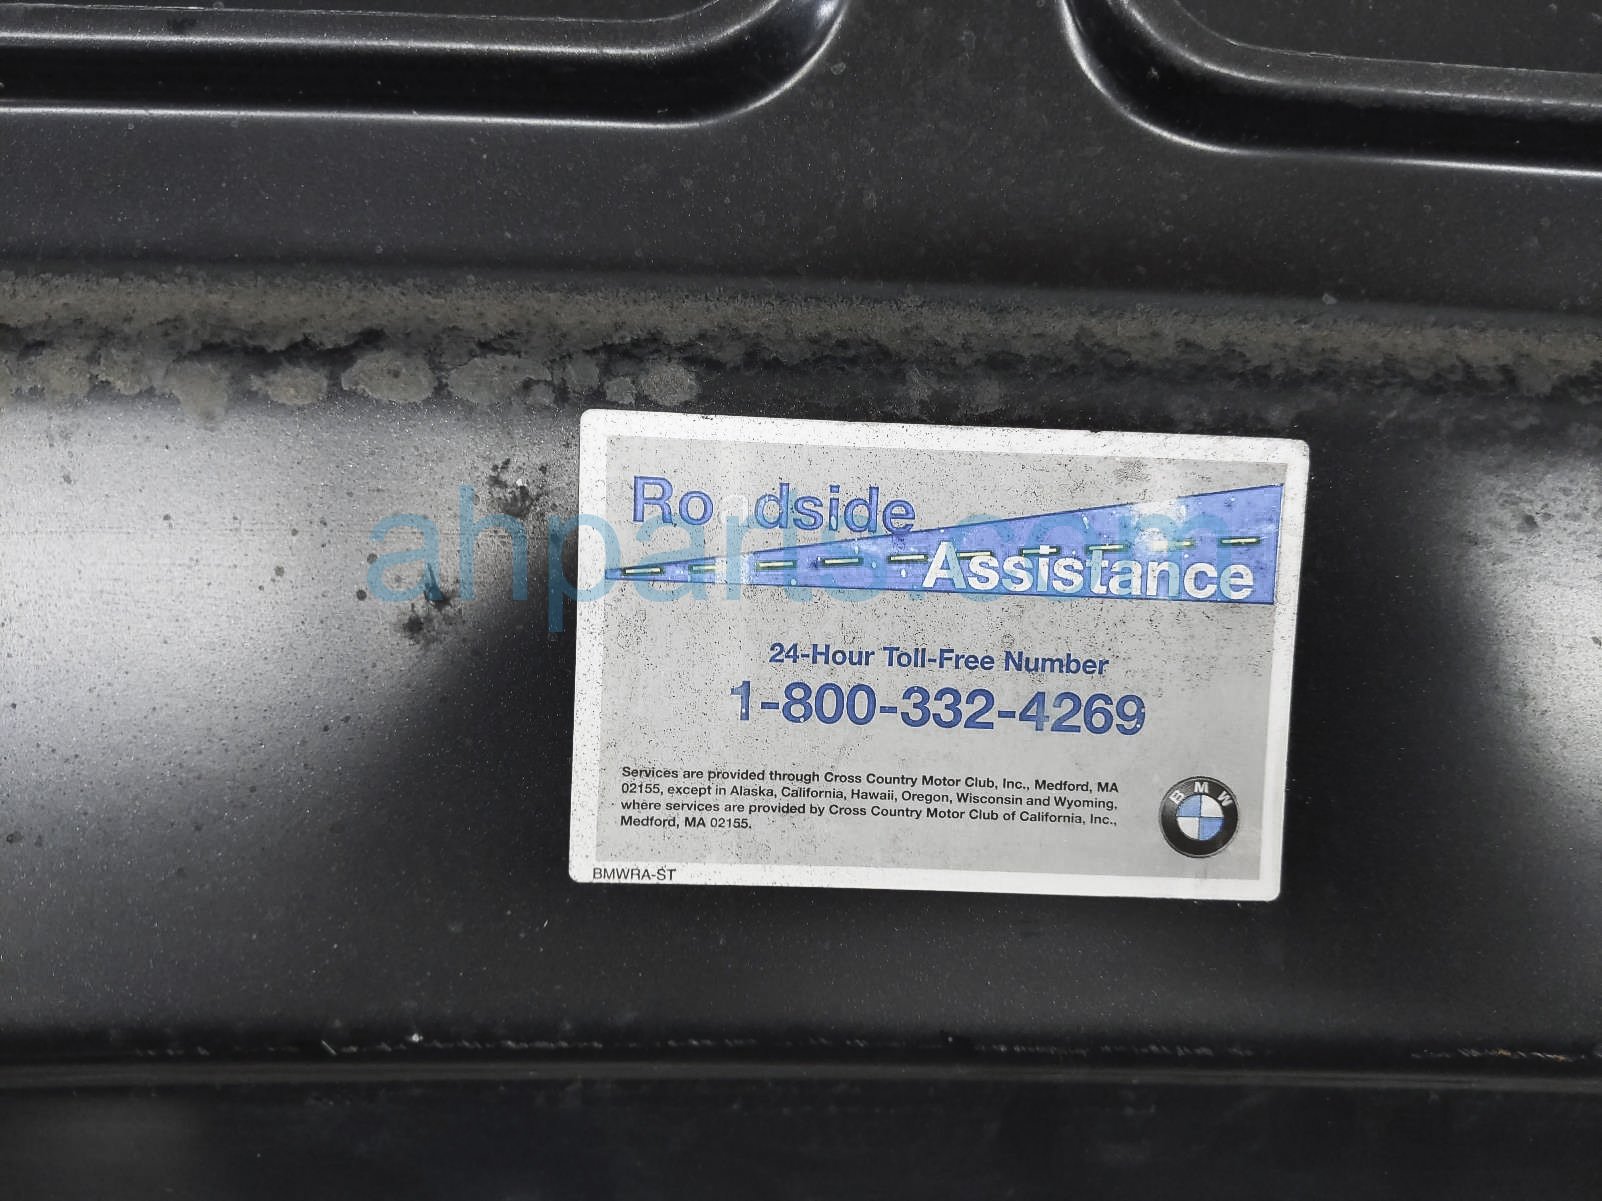 Roadside
Assistance
24-Hour Toll-Free Number
1-800-332-4269
Services are provided through Cross Country Motor Club, Inc., Medford, MA
02155, except in Alaska, California, Hawaii, Oregon, Wisconsin and Wyoming,
where services are provided by Cross Country Motor Club of California, Inc.,
Medford, MA 02155.
BMW
BMWRA-ST
ahparts.com